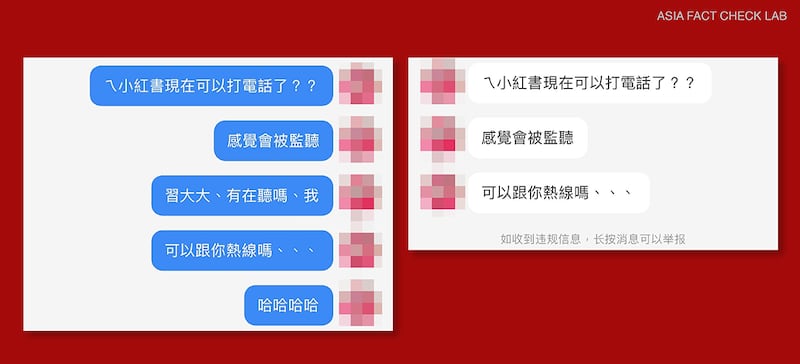 ASIA FACT CHECK LAB
ㄟ小紅書現在可以打電話了？？
感覺會被監聽
習大大、有在聽嗎、我
可以跟你熱線嗎、、、
哈哈哈哈
ㄟ小紅書現在可以打電話了？？
感覺會被監聽
可以跟你熱線嗎、、、
如收到违规信息，长按消息可以举报